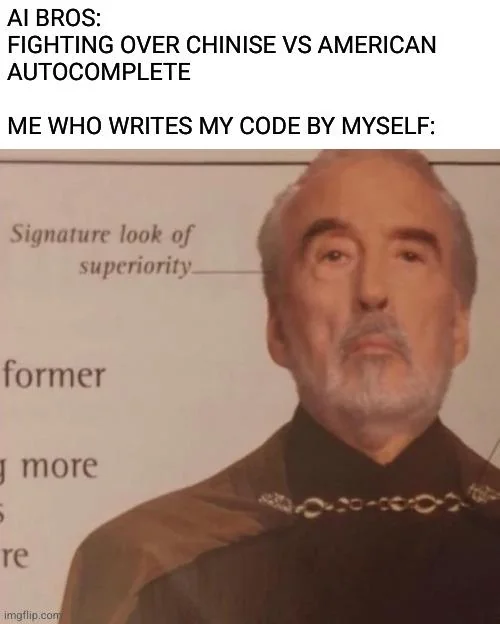 AI BROS:
FIGHTING OVER CHINISE VS AMERICAN
AUTOCOMPLETE
ME WHO WRITES MY CODE BY MYSELF:
Signature look of
superiority
former
more
re
imgflip.com